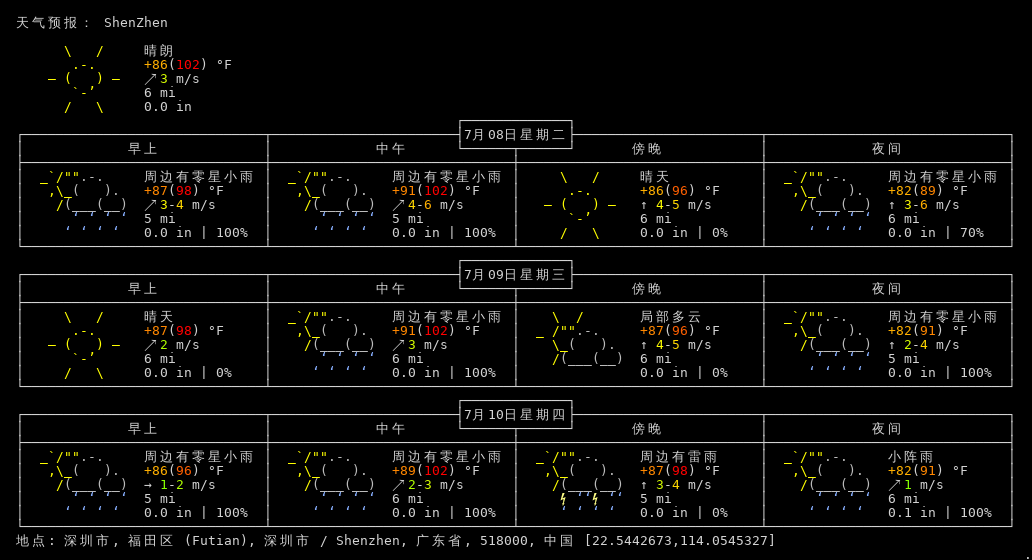 天气预报： ShenZhen
晴朗
+86(102) °F
↗ 3 m/s
6 mi
0.0 in
7月08日星期二
早上 中午 傍晚 夜间
周边有零星小雨 周边有零星小雨 晴天 周边有零星小雨
+87(98) °F +91(102) °F +86(96) °F +82(89) °F
↗ 3-4 m/s ↗ 4-6 m/s ↑ 4-5 m/s ↑ 3-6 m/s
5 mi 5 mi 6 mi 6 mi
0.0 in | 100% 0.0 in | 100% 0.0 in | 0% 0.0 in | 70%
7月09日星期三
早上 中午 傍晚 夜间
晴天 周边有零星小雨 局部多云 周边有零星小雨
+87(98) °F +91(102) °F +87(96) °F +82(91) °F
↗ 2 m/s ↗ 3 m/s ↑ 4-5 m/s ↑ 2-4 m/s
6 mi 6 mi 6 mi 5 mi
0.0 in | 0% 0.0 in | 100% 0.0 in | 0% 0.0 in | 100%
7月10日星期四
早上 中午 傍晚 夜间
周边有零星小雨 周边有零星小雨 周边有雷雨 小阵雨
+86(96) °F +89(102) °F +87(98) °F +82(91) °F
→ 1-2 m/s ↗ 2-3 m/s ↑ 3-4 m/s ↗ 1 m/s
5 mi 6 mi 5 mi 6 mi
0.0 in | 100% 0.0 in | 100% 0.0 in | 0% 0.1 in | 100%
地点: 深圳市, 福田区 (Futian), 深圳市 / Shenzhen, 广东省, 518000, 中国 [22.5442673,114.0545327]